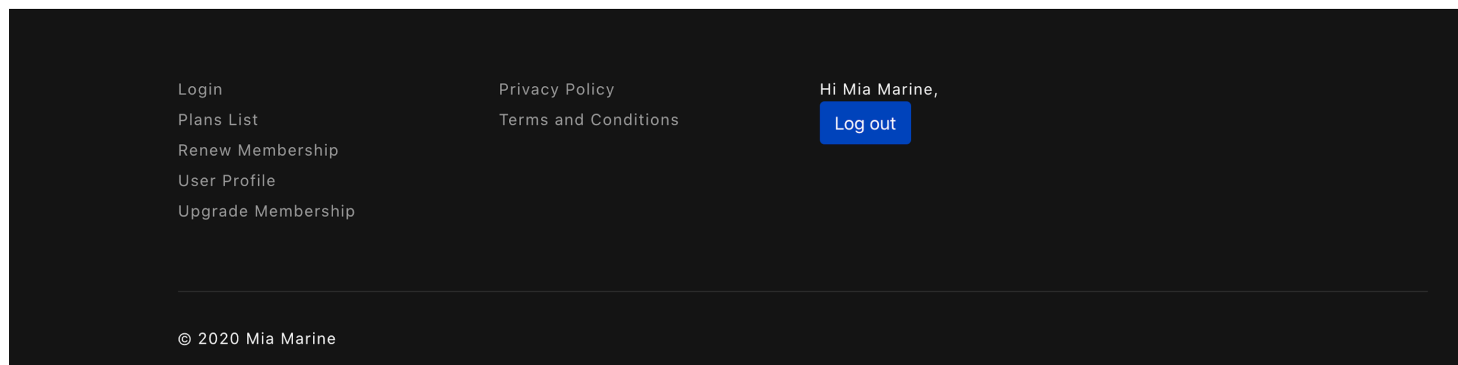 Login
Plans List
Renew Membership
User Profile
Upgrade Membership
Privacy Policy
Terms and Conditions
Hi Mia Marine,
Log out
© 2020 Mia Marine